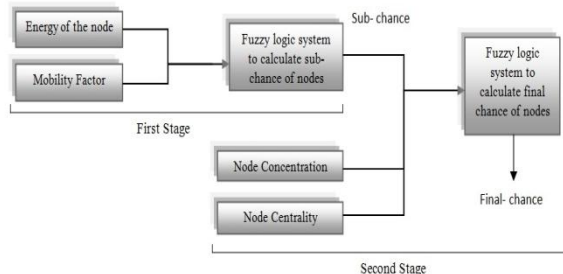 Energy of the node
Mobility Factor
Fuzzy logic system
to calculate sub-
chance of nodes
Sub- chance
First Stage
Fuzzy logic
system to
calculate final
chance of nodes
Node Concentration
Node Centrality
Final- chance
Second Stage